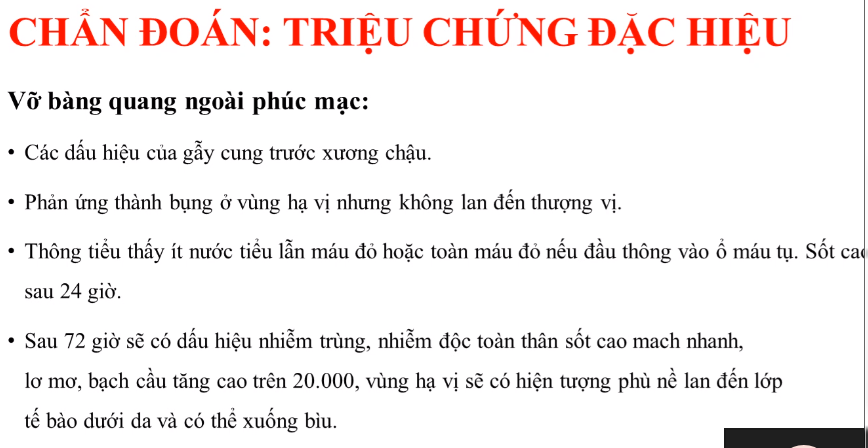 CHẨN ĐOÁN: TRIỆU CHỨNG ĐẶC HIỆU
Vỡ bàng quang ngoài phúc mạc:
• Các dấu hiệu của gẫy cung trước xương chậu.
• Phản ứng thành bụng ở vùng hạ vị nhưng không lan đến thượng vị.
• Thông tiểu thấy ít nước tiểu lẫn máu đỏ hoặc toàn máu đỏ nếu đầu thông vào ổ máu tụ. Sốt cao
sau 24 giờ.
• Sau 72 giờ sẽ có dấu hiệu nhiễm trùng, nhiễm độc toàn thân sốt cao mach nhanh,
lơ mơ, bạch cầu tăng cao trên 20.000, vùng hạ vị sẽ có hiện tượng phù nề lan đến lớp
tế bào dưới da và có thể xuống bìu.